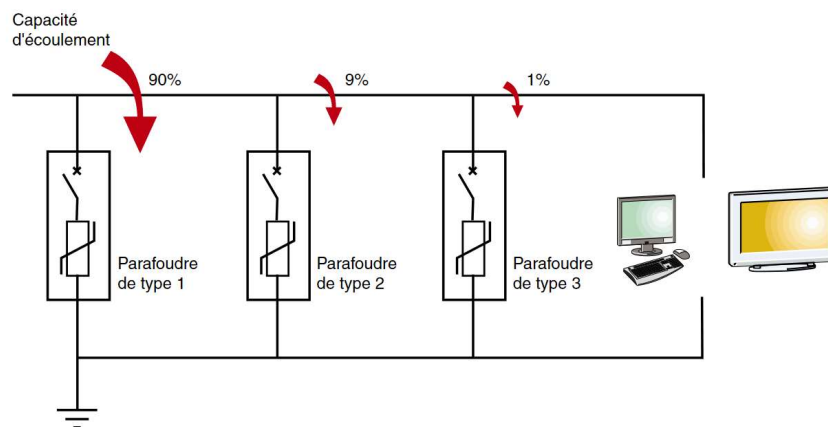 Capacité
d'écoulement
90%
9%
1%
Parafoudre
de type 1
Parafoudre
de type 2
Parafoudre
de type 3